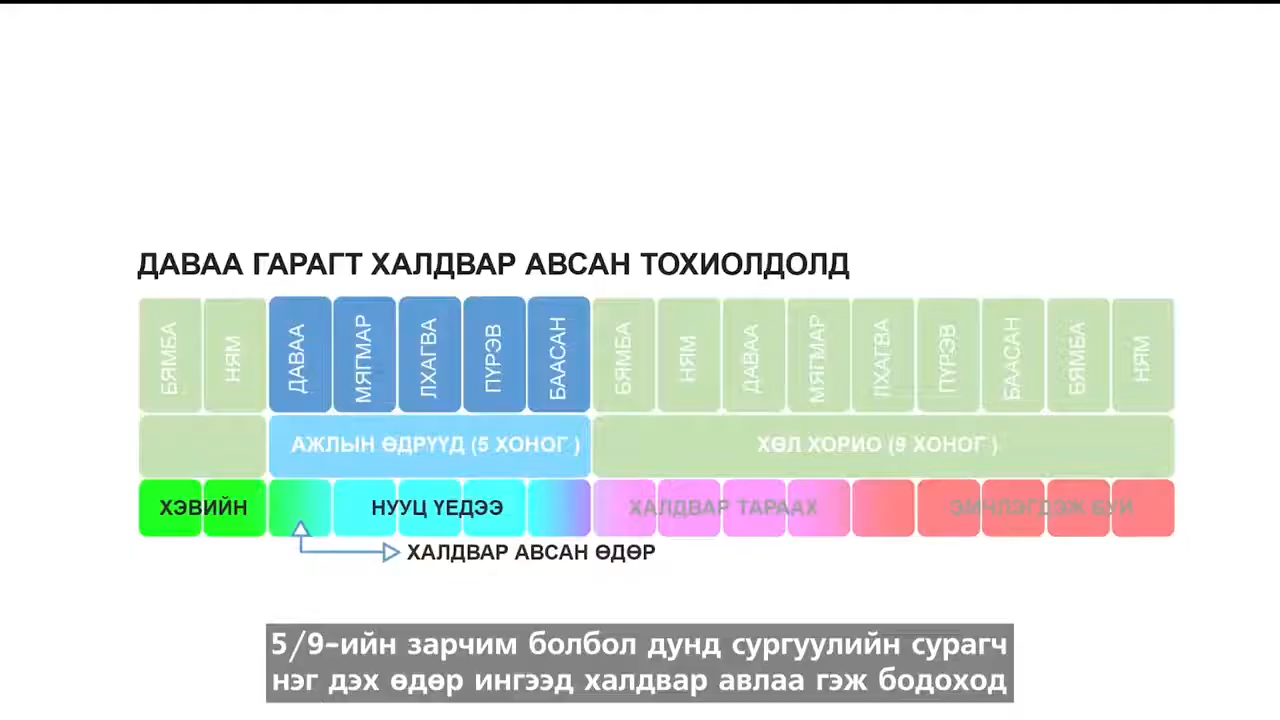 ДАВАА ГАРАГТ ХАЛДВАР АВСАН ТОХИОЛДОЛД
БЯМБА НЯМ ДАВАА МЯГМАР ЛХАГВА ПҮРЭВ БААСАН БЯМБА НЯМ ДАВАА МЯГМАР ЛХАГВА ПҮРЭВ БААСАН БЯМБА НЯМ
АЖЛЫН ӨДРҮҮД (5 ХОНОГ ) ХӨЛ ХОРИО (9 ХОНОГ )
ХЭВИЙН НУУЦ ҮЕДЭЭ ХАЛДВАР ТАРААХ ЭМЧЛЭГДЭЖ БУЙ
ХАЛДВАР АВСАН ӨДӨР
5/9-ийн зарчим болбол дунд сургуулийн сурагч
нэг дэх өдөр ингээд халдвар авлаа гэж бодоход